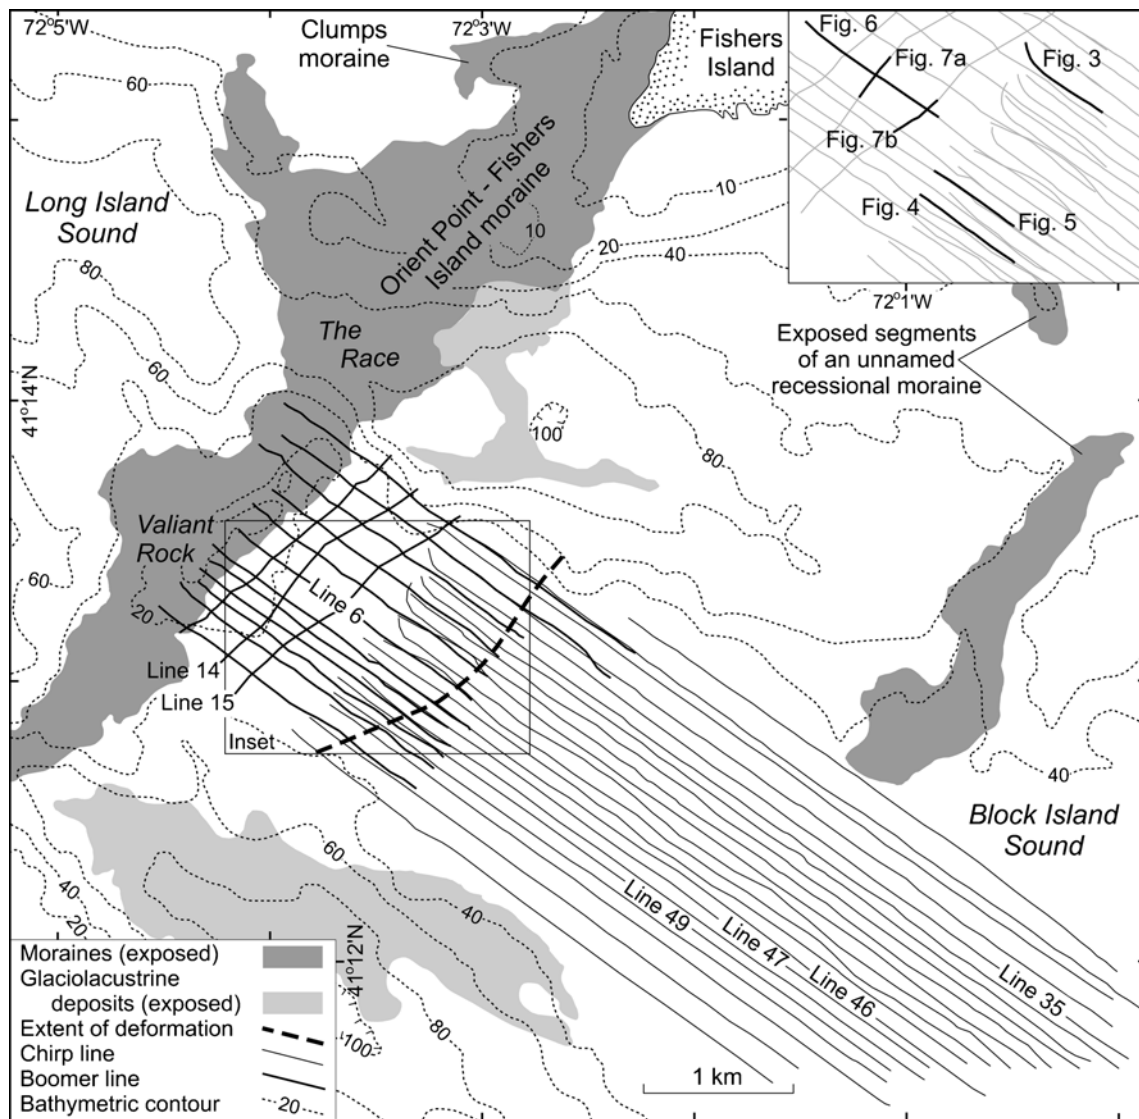 72°5'W
72°3'W
Clumps
moraine
Fishers
Island
Fig. 6
Fig. 7a
Fig. 3
Fig. 7b
Fig. 4
Fig. 5
60
Long Island
Sound
80
Orient Point - Fishers
Island moraine
10
10
20
40
72°1'W
Exposed segments
of an unnamed
recessional moraine
The
Race
60
41°14'N
100
80
Valiant
Rock
60
20
Line 6
Line 14
Line 15
Inset
40
Block Island
Sound
60
40
40
20
41°12'N
80
100
Line 49
Line 47
Line 46
Line 35
Moraines (exposed)
Glaciolacustrine
deposits (exposed)
Extent of deformation
Chirp line
Boomer line
Bathymetric contour
20
1 km